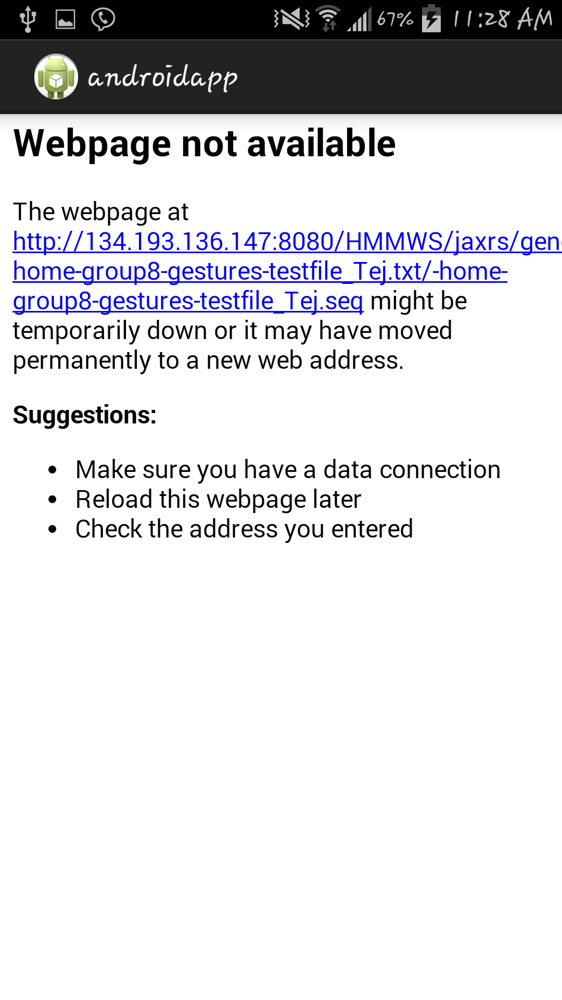 67% 11:28 AM
androidapp
Webpage not available
The webpage at
http://134.193.136.147:8080/HMMWS/jaxrs/gen
home-group8-gestures-testfile_Tej.txt/-home-
group8-gestures-testfile_Tej.seq might be
temporarily down or it may have moved
permanently to a new web address.
Suggestions:
• Make sure you have a data connection
• Reload this webpage later
• Check the address you entered